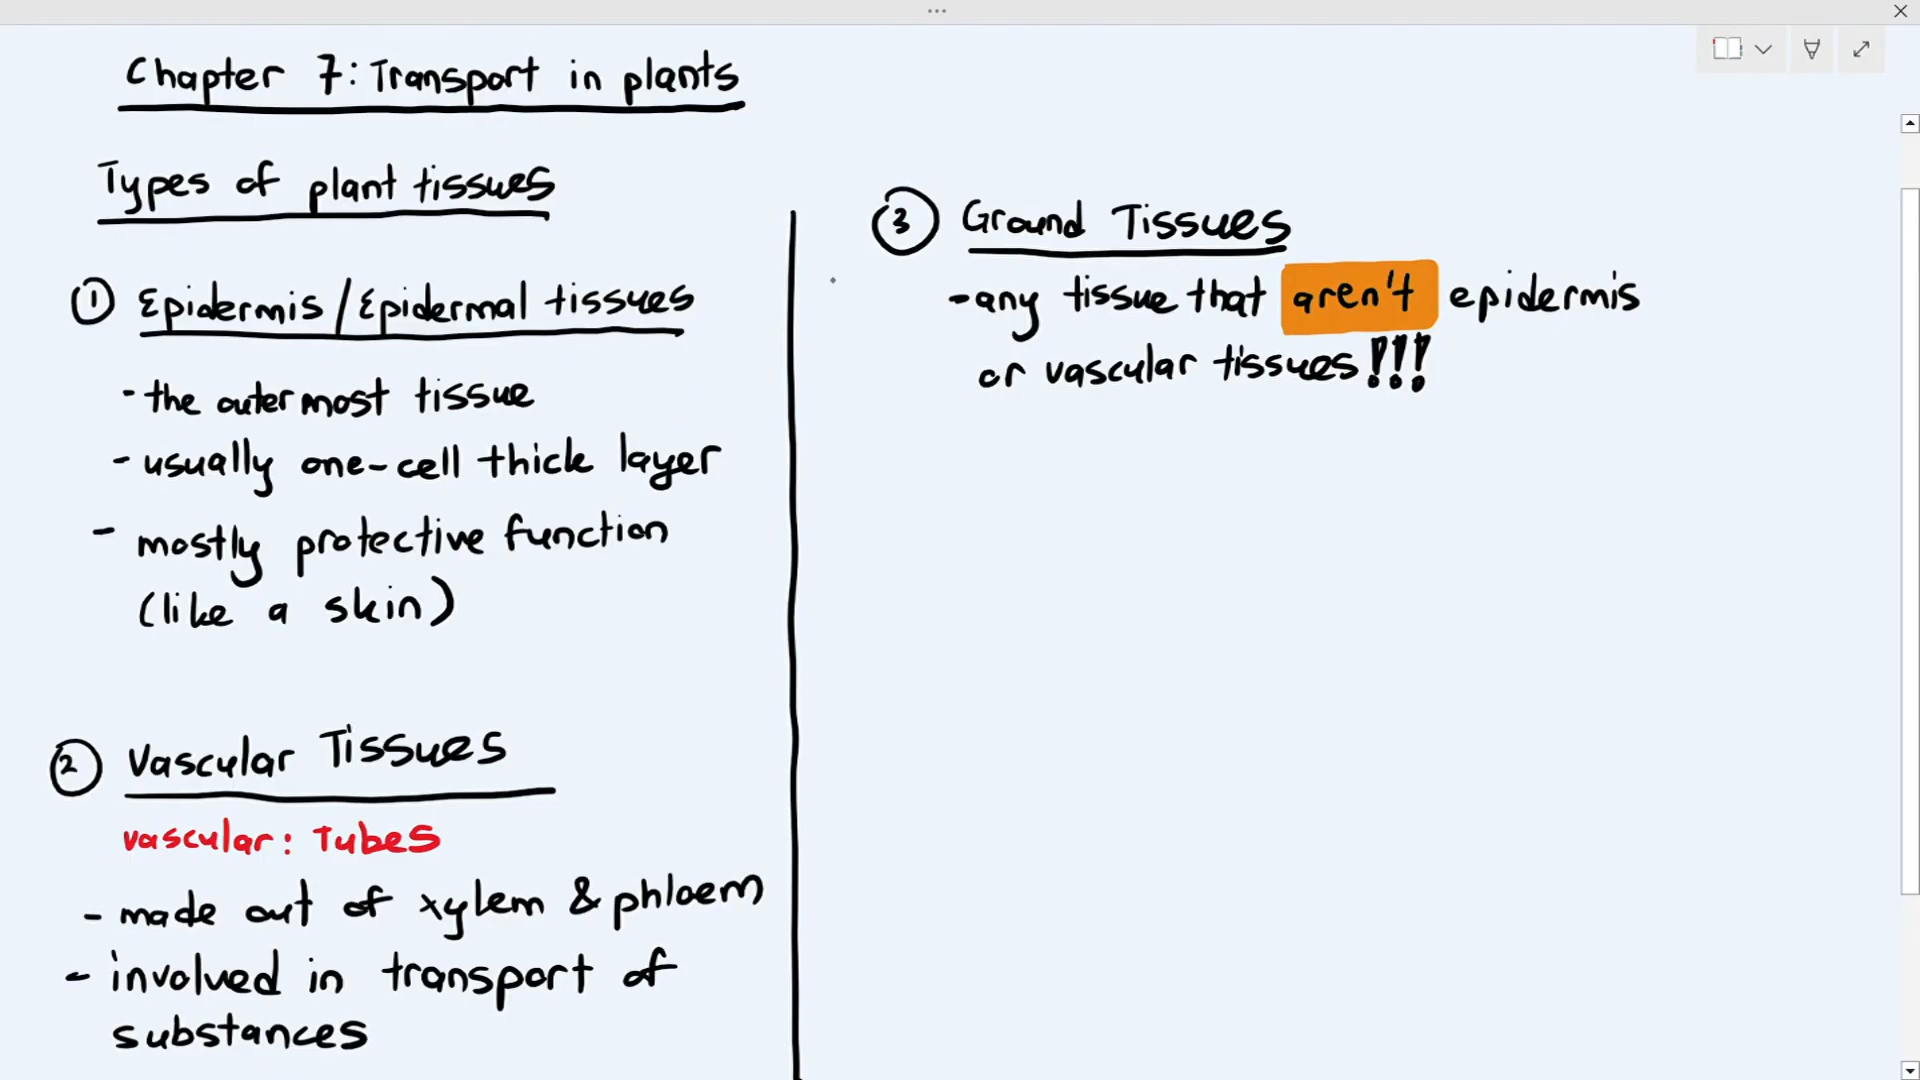 Chapter 7: Transport in plants
Types of plant tissues
1 Epidermis/Epidermal tissues
- the outermost tissue
- usually one-cell thick layer
- mostly protective function
(like a skin)
2 Vascular Tissues
vascular: Tubes
- made out of xylem & phloem
- involved in transport of
substances
3 Ground Tissues
- any tissue that aren't epidermis
or vascular tissues!!!